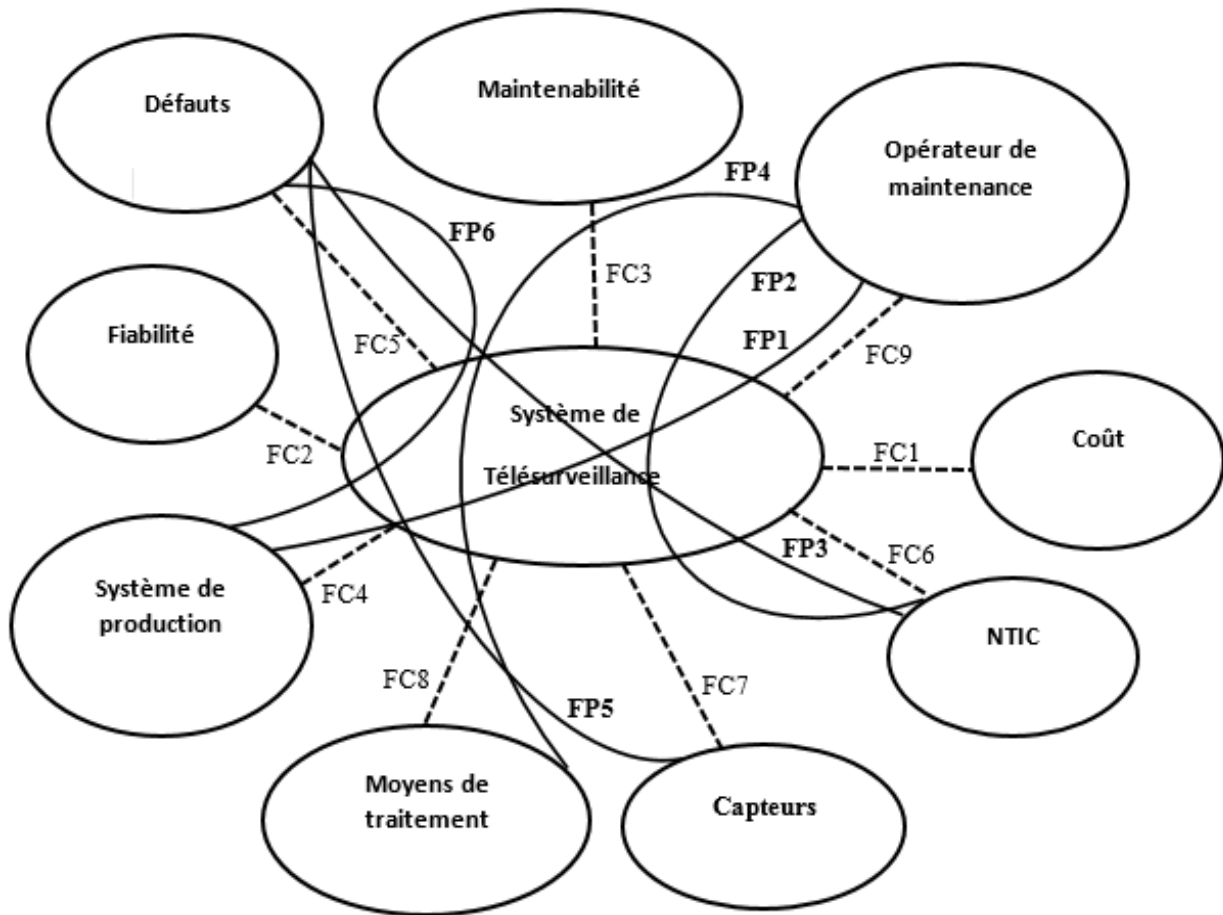 Défauts
Maintenabilité
Opérateur de
maintenance
FP4
FP6
FC3
FP2
Fiabilité
FC5
FP1
FC9
Système de
Télésurveillance
FC2
FC1
Coût
FP3
FC6
Système de
production
FC4
NTIC
FC8
FC7
FP5
Moyens de
traitement
Capteurs